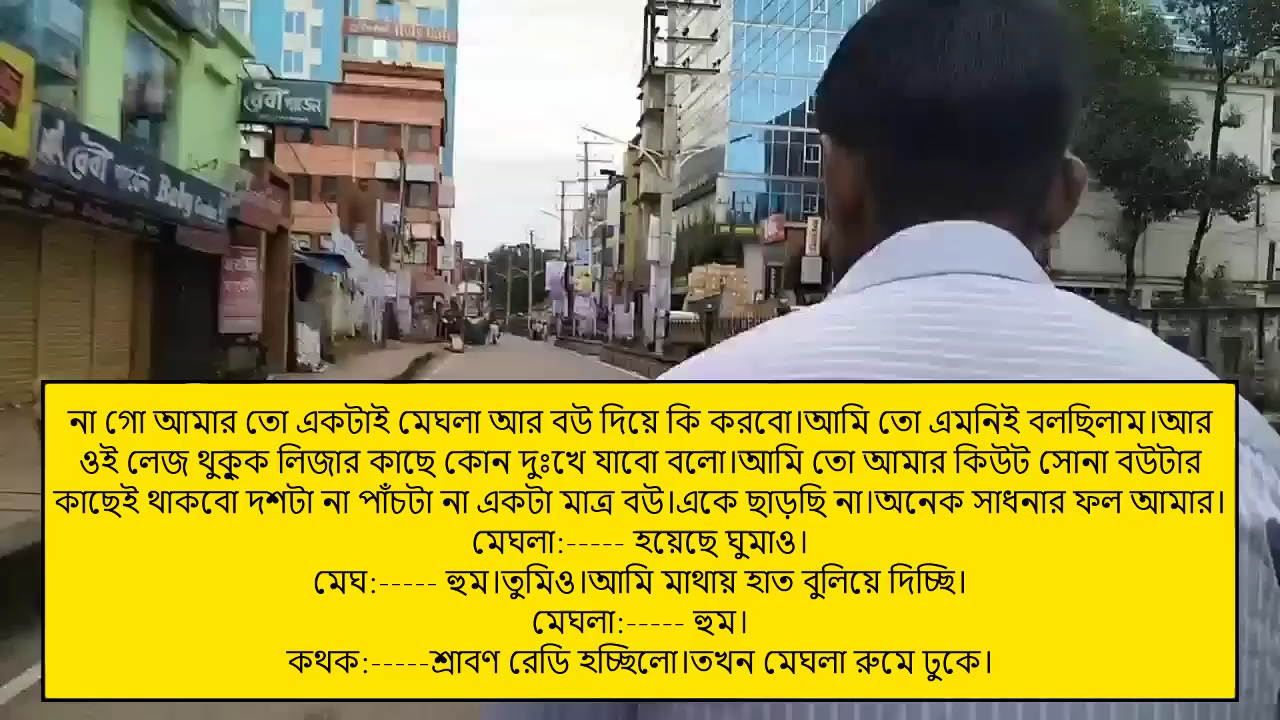 বেবী গার্ডেন
বেবী গার্ডেন Baby
না গো আমার তো একটাই মেঘলা আর বউ দিয়ে কি করবো।আমি তো এমনিই বলছিলাম।আর
ওই লেজ থুকুক লিজার কাছে কোন দুঃখে যাবো বলো।আমি তো আমার কিউট সোনা বউটার
কাছেই থাকবো দশটা না পাঁচটা না একটা মাত্র বউ।একে ছাড়ছি না।অনেক সাধনার ফল আমার।
মেঘলা:----- হয়েছে ঘুমাও।
মেঘ:----- হুম।তুমিও।আমি মাথায় হাত বুলিয়ে দিচ্ছি।
মেঘলা:----- হুম।
কথক:-----শ্রাবণ রেডি হচ্ছিলো।তখন মেঘলা রুমে ঢুকে।